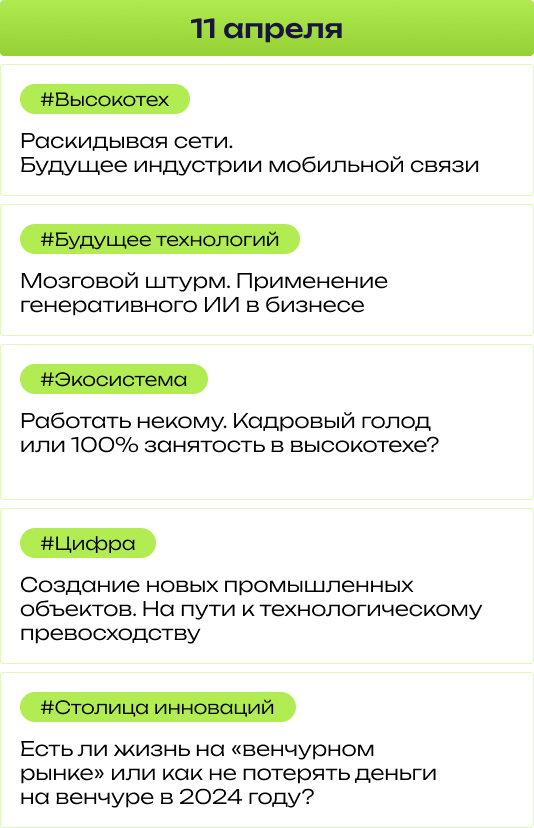 11 апреля
#Высокотех
Раскидывая сети.
Будущее индустрии мобильной связи
#Будущее технологий
Мозговой штурм. Применение
генеративного ИИ в бизнесе
#Экосистема
Работать некому. Кадровый голод
или 100% занятость в высокотехе?
#Цифра
Создание новых промышленных
объектов. На пути к технологическому
превосходству
#Столица инноваций
Есть ли жизнь на «венчурном
рынке» или как не потерять деньги
на венчуре в 2024 году?